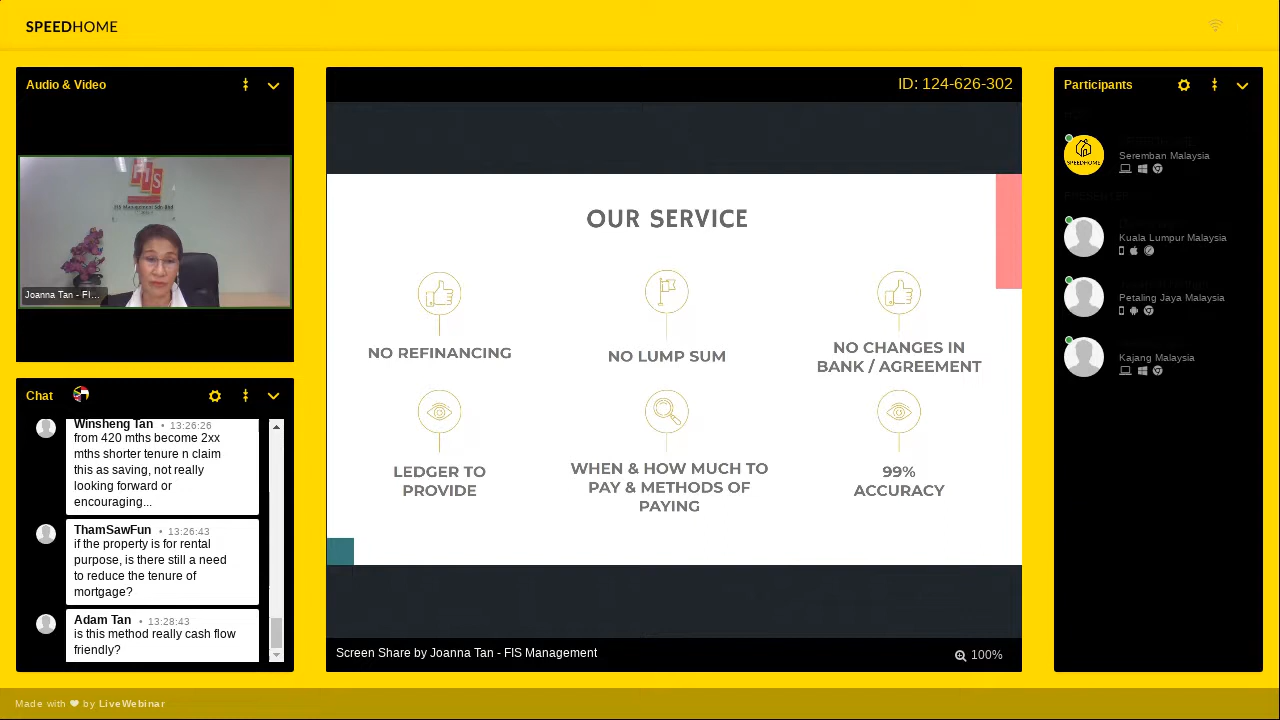 SPEEDHOME
Audio & Video
FIS
FIS Management Sdn Bhd
Joanna Tan - FI...
Chat
Winsheng Tan • 13:26:26
from 420 mths become 2xx
mths shorter tenure n claim
this as saving, not really
looking forward or
encouraging...
ThamSawFun • 13:26:43
if the property is for rental
purpose, is there still a need
to reduce the tenure of
mortgage?
Adam Tan • 13:28:43
is this method really cash flow
friendly?
ID: 124-626-302
OUR SERVICE
NO REFINANCING
NO LUMP SUM
NO CHANGES IN
BANK / AGREEMENT
LEDGER TO
PROVIDE
WHEN & HOW MUCH TO
PAY & METHODS OF
PAYING
99%
ACCURACY
Screen Share by Joanna Tan - FIS Management
100%
Participants
SPEEDHOME
Seremban Malaysia
Kuala Lumpur Malaysia
Petaling Jaya Malaysia
Kajang Malaysia
Made with ❤ by LiveWebinar